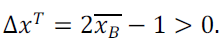 Δx^T = 2\overline{x_B} − 1 > 0.